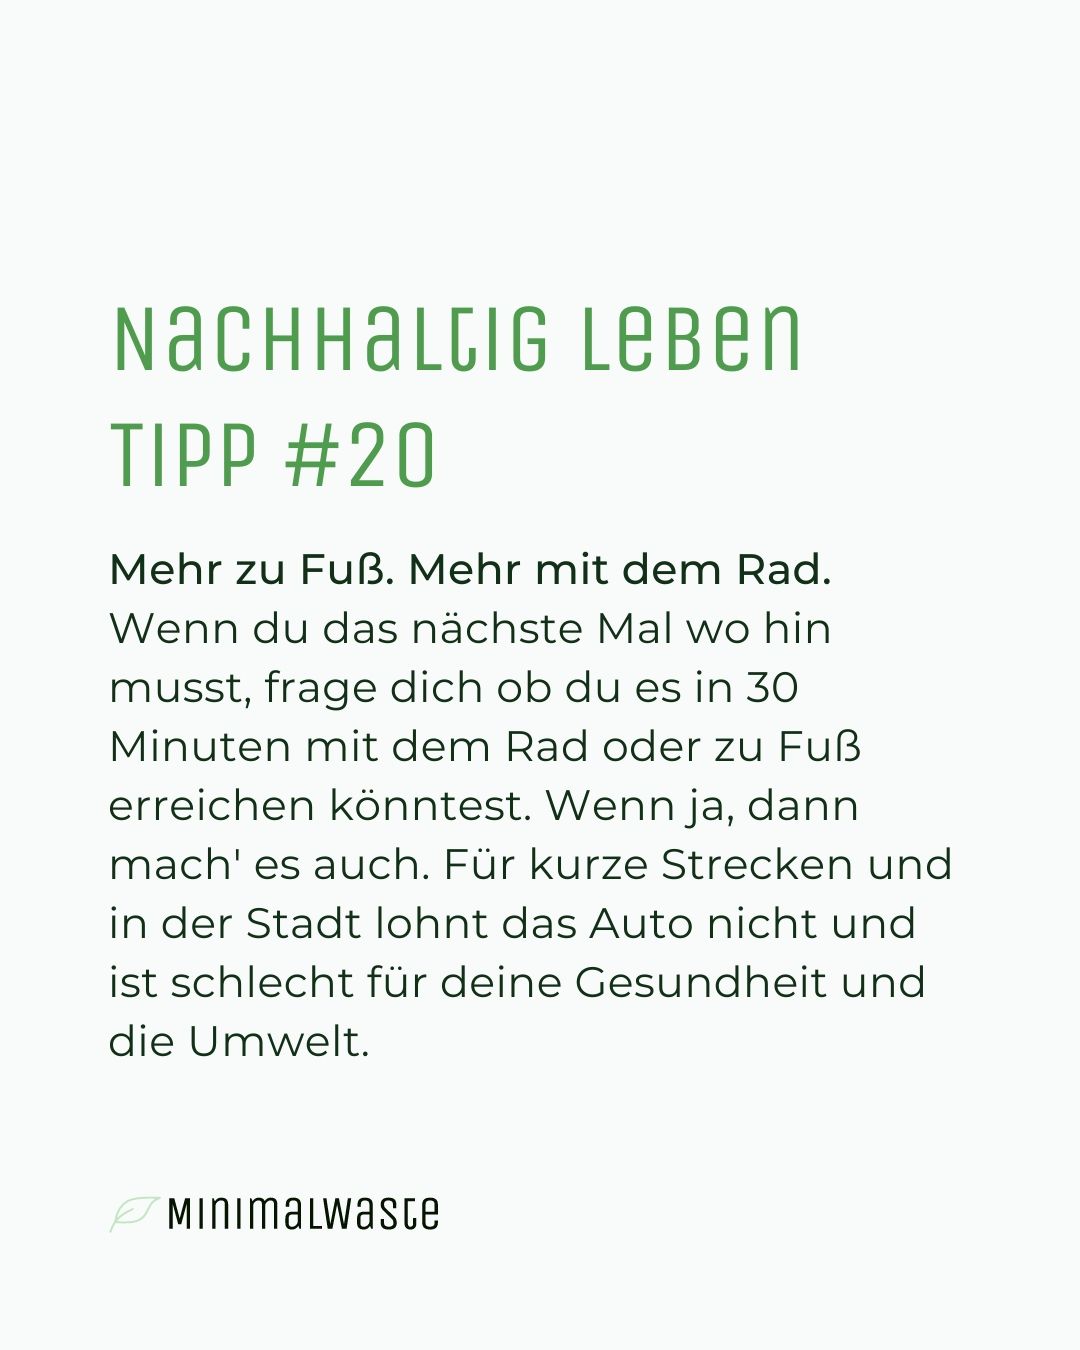 Nachhaltig leben
Tipp #20
Mehr zu Fuß. Mehr mit dem Rad.
Wenn du das nächste Mal wo hin
musst, frage dich ob du es in 30
Minuten mit dem Rad oder zu Fuß
erreichen könntest. Wenn ja, dann
mach' es auch. Für kurze Strecken und
in der Stadt lohnt das Auto nicht und
ist schlecht für deine Gesundheit und
die Umwelt.
Minimalwaste